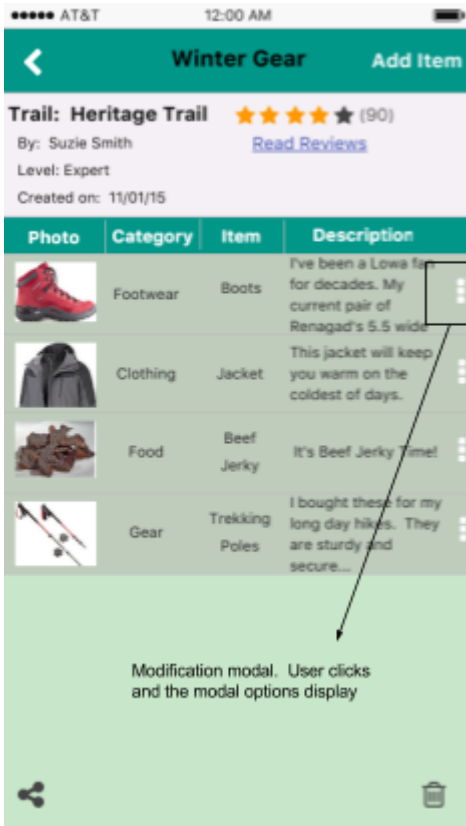 AT&T 12:00 AM
Winter Gear Add Item
Trail: Heritage Trail (90)
By: Suzie Smith Read Reviews
Level: Expert
Created on: 11/01/15
Photo Category Item Description
Footwear Boots I've been a Lowa fan
for decades. My
current pair of
Renagad's 5.5 wide
Clothing Jacket This jacket will keep
you warm on the
coldest of days.
Food Beef
Jerky
It's Beef Jerky Time!
Gear Trekking
Poles
I bought these for my
long day hikes. They
are sturdy and
secure...
Modification modal. User clicks
and the modal options display